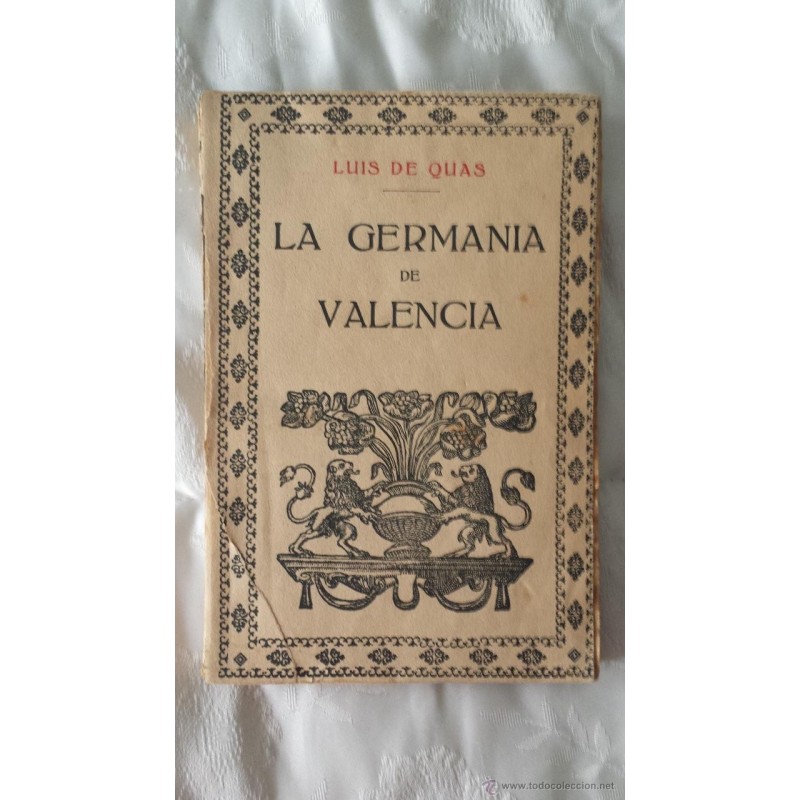 LUIS DE QUAS
LA GERMANIA
DE
VALENCIA
www.todocoleccion.net